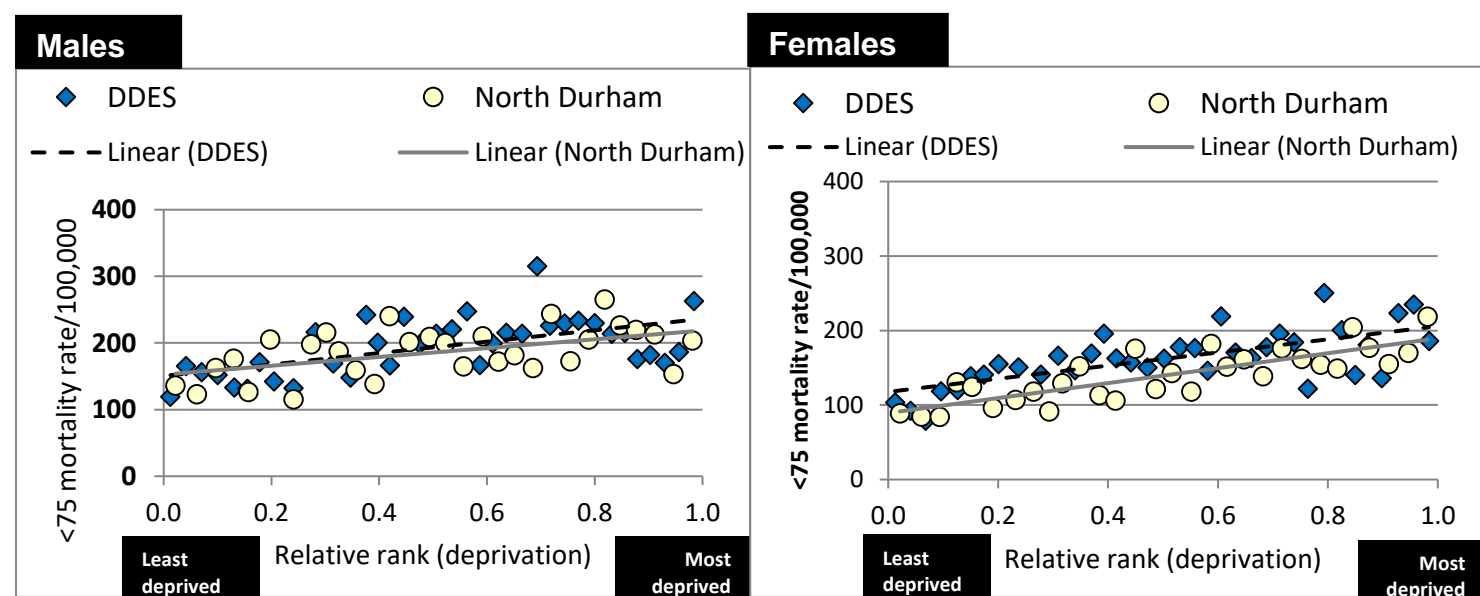 Males
DDES
North Durham
Linear (DDES)
Linear (North Durham)
<75 mortality rate/100,000
400
300
200
100
0
0.0 0.2 0.4 0.6 0.8 1.0
Least
deprived
Relative rank (deprivation)
Most
deprived
Females
DDES
North Durham
Linear (DDES)
Linear (North Durham)
<75 mortality rate/100,000
400
300
200
100
0
0.0 0.2 0.4 0.6 0.8 1.0
Least
deprived
Relative rank (deprivation)
Most
deprived